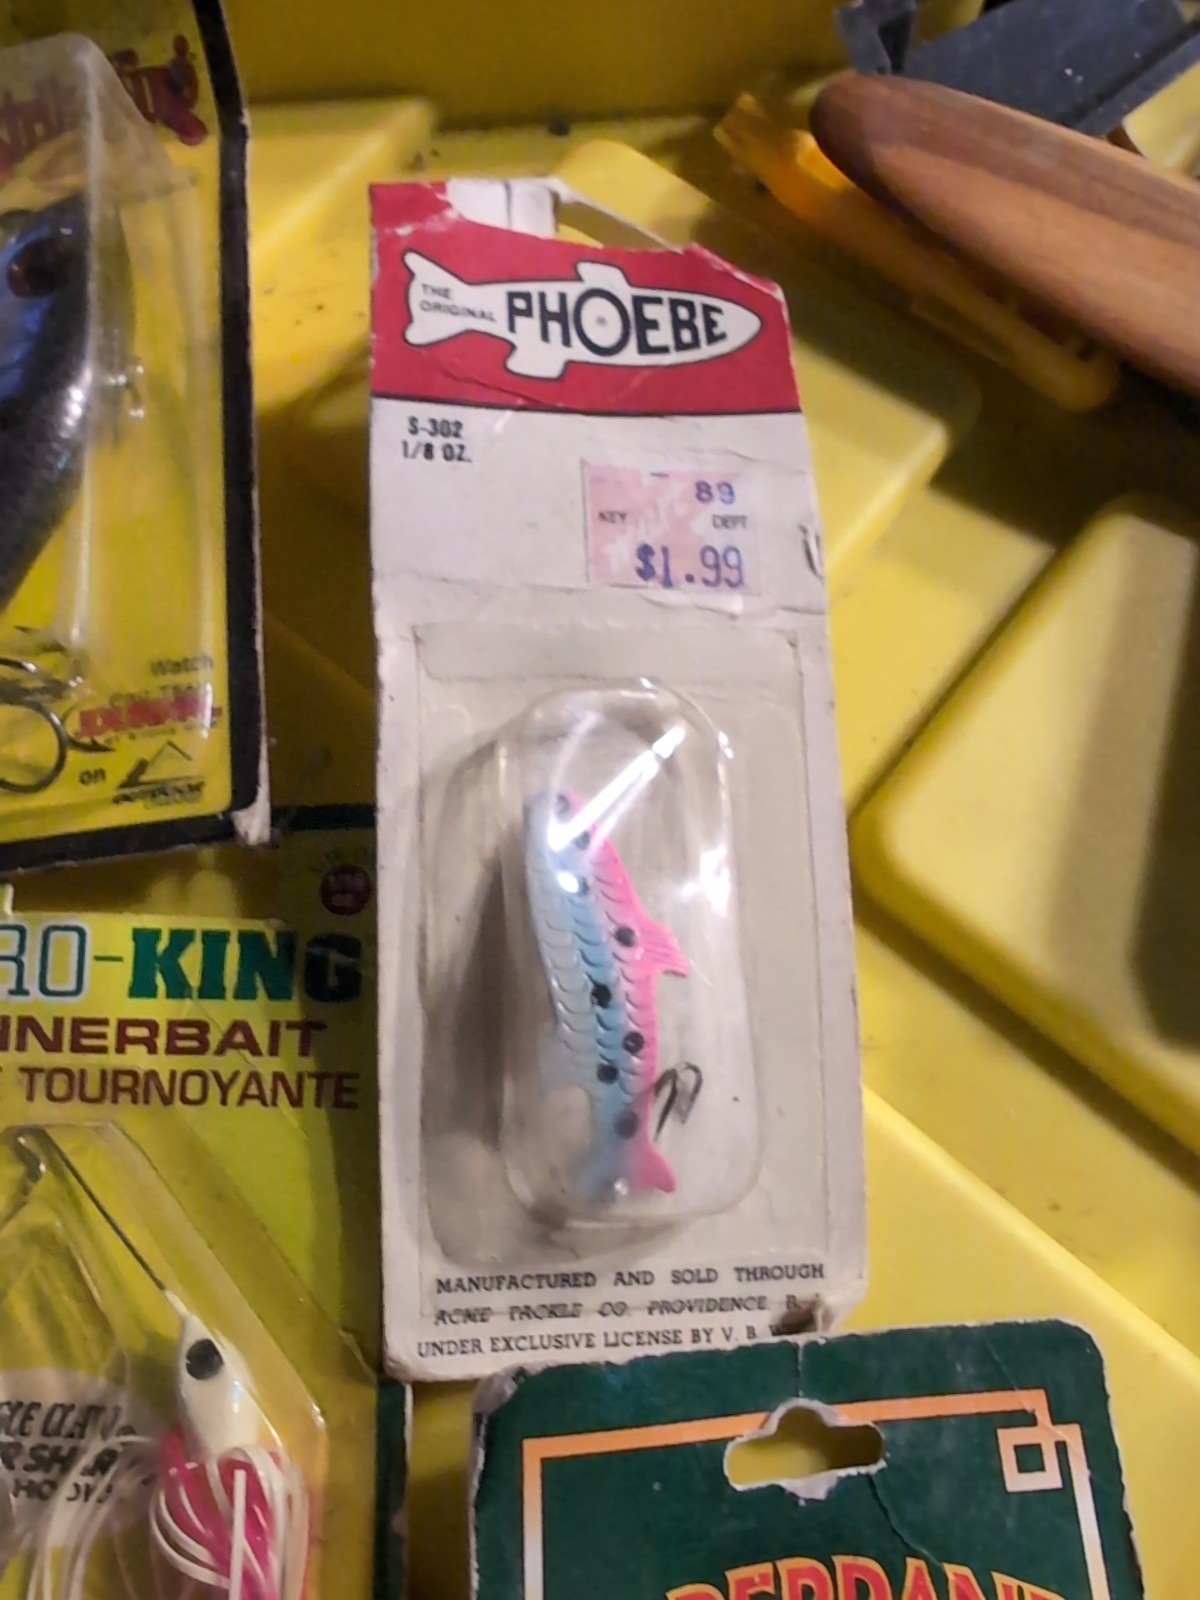 THE
ORIGINAL
PHOEBE
S-302
1/8 OZ.
89
KEY DEPT
$1.99
MANUFACTURED AND SOLD THROUGH
ACME TACKLE CO. PROVIDENCE, R. I.
UNDER EXCLUSIVE LICENSE BY V. B.
Watch
on
RO-KING
NNERBAIT
E TOURNOYANTE